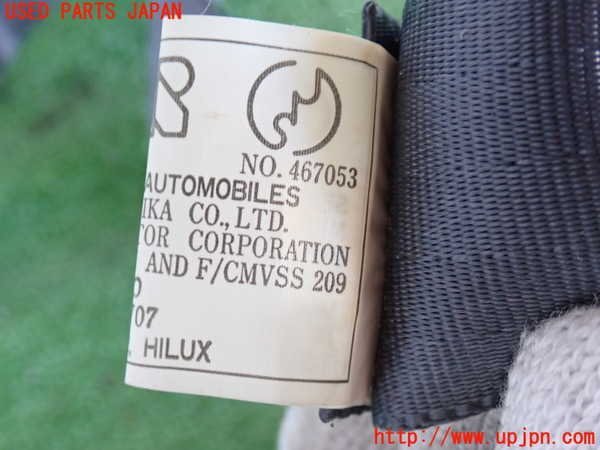 USED PARTS JAPAN
NO. 467053
AUTOMOBILES
IKA CO., LTD.
TOR CORPORATION
AND F/CMVSS 209
07
HILUX
http://www.upjpn.com/